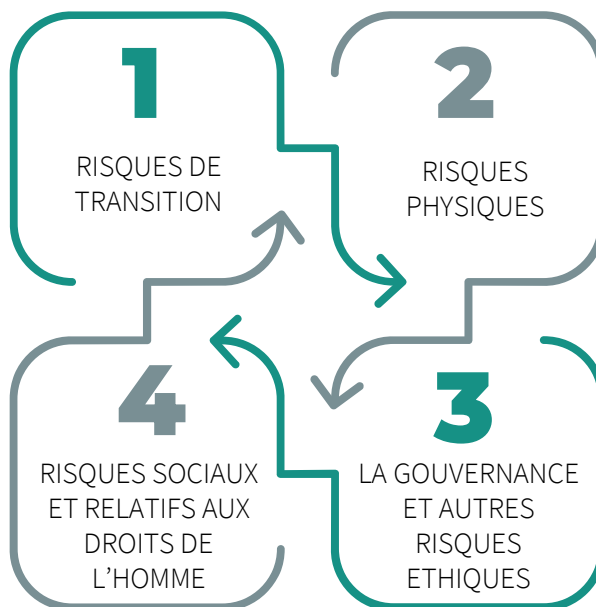 1
RISQUES DE
TRANSITION
2
RISQUES
PHYSIQUES
3
LA GOUVERNANCE
ET AUTRES
RISQUES
ETHIQUES
4
RISQUES SOCIAUX
ET RELATIFS AUX
DROITS DE
L'HOMME